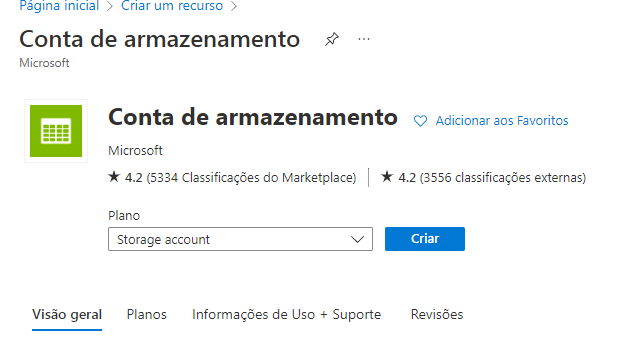 Página inicial > Criar um recurso >
Conta de armazenamento ...
Microsoft
Conta de armazenamento Adicionar aos Favoritos
Microsoft
★ 4.2 (5334 Classificações do Marketplace) | ★ 4.2 (3556 classificações externas)
Plano
Storage account Criar
Visão geral Planos Informações de Uso + Suporte Revisões